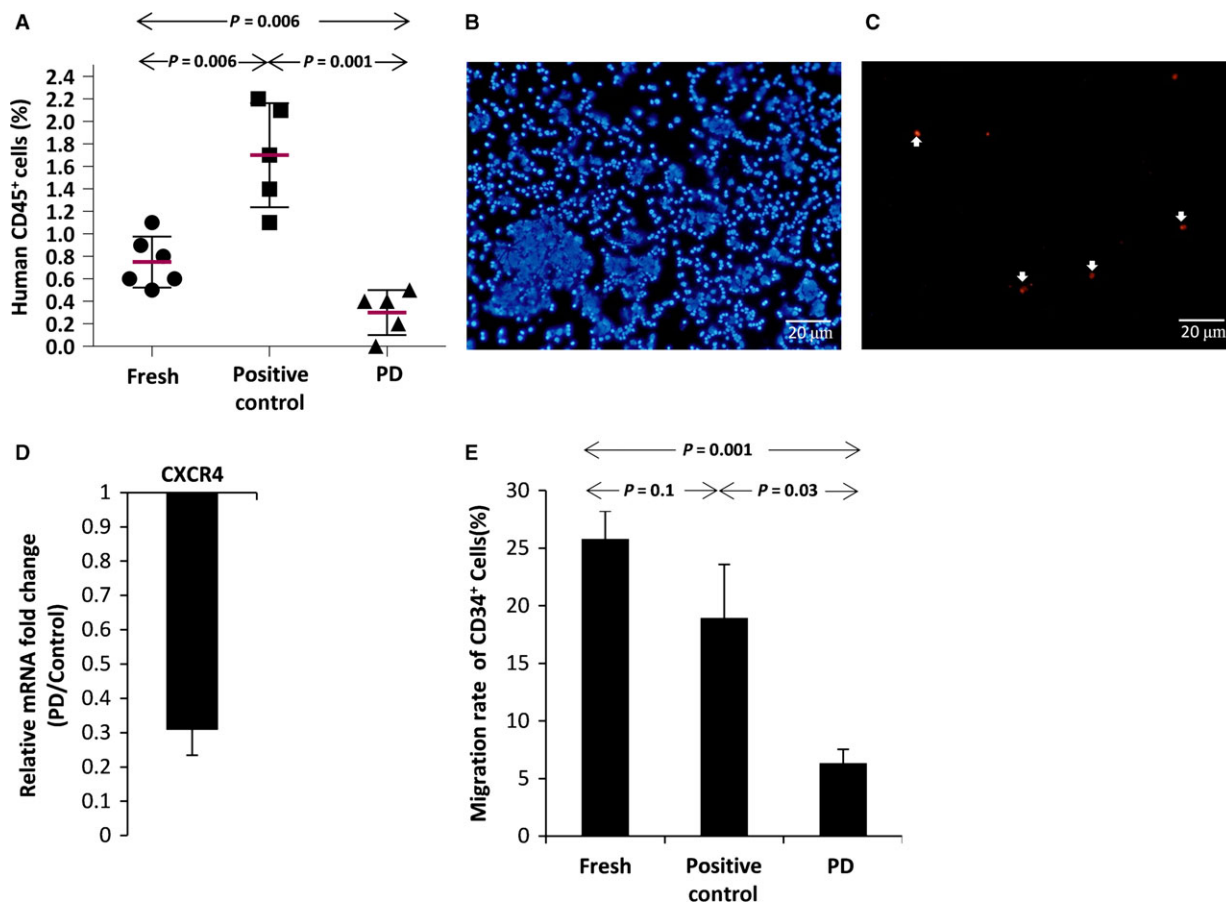 A
P = 0.006
P = 0.006
P = 0.001
Human CD45⁺ cells (%)
2.4
2.2
2.0
1.8
1.6
1.4
1.2
1.0
0.8
0.6
0.4
0.2
0.0
Fresh
Positive
control
PD
B
20 µm
C
20 µm
D
CXCR4
Relative mRNA fold change
(PD/Control)
1
0.9
0.8
0.7
0.6
0.5
0.4
0.3
0.2
0.1
0
E
P = 0.001
P = 0.1
P = 0.03
Migration rate of CD34⁺ Cells(%)
30
25
20
15
10
5
0
Fresh
Positive
control
PD